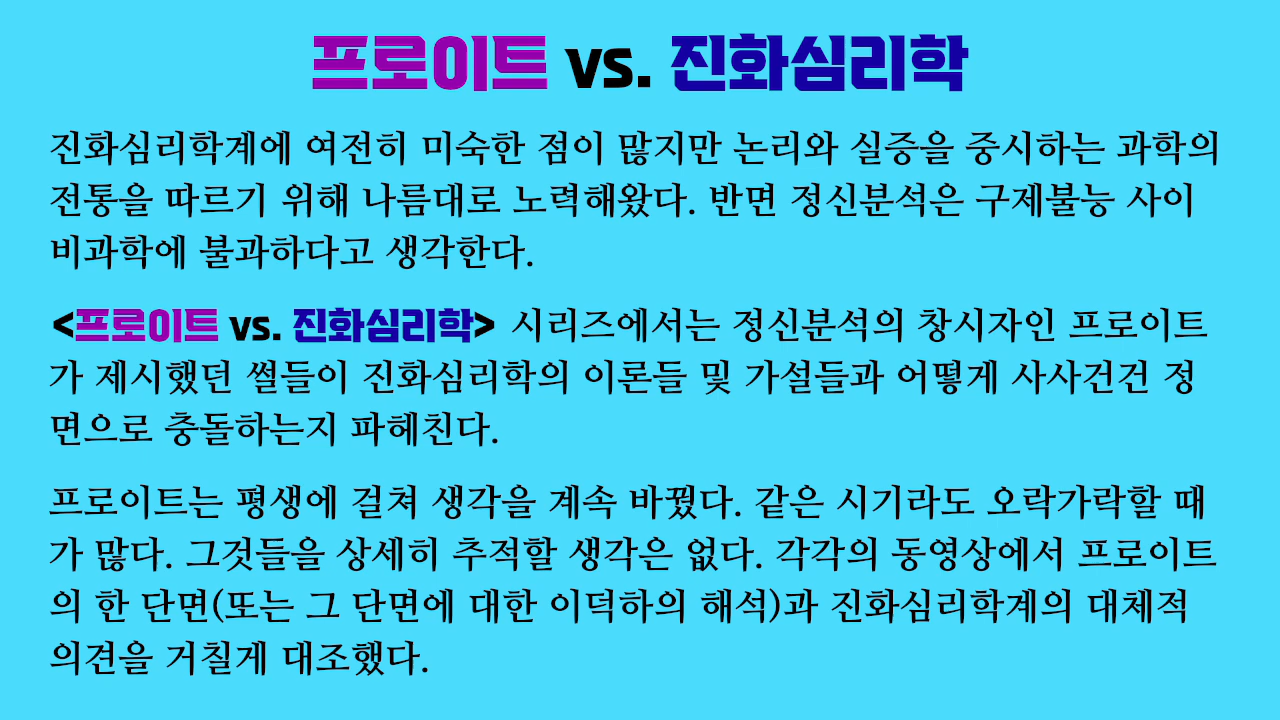 프로이트 vs. 진화심리학
진화심리학계에 여전히 미숙한 점이 많지만 논리와 실증을 중시하는 과학의
전통을 따르기 위해 나름대로 노력해왔다. 반면 정신분석은 구제불능 사이
비과학에 불과하다고 생각한다.
<프로이트 vs. 진화심리학> 시리즈에서는 정신분석의 창시자인 프로이트
가 제시했던 썰들이 진화심리학의 이론들 및 가설들과 어떻게 사사건건 정
면으로 충돌하는지 파헤친다.
프로이트는 평생에 걸쳐 생각을 계속 바꿨다. 같은 시기라도 오락가락할 때
가 많다. 그것들을 상세히 추적할 생각은 없다. 각각의 동영상에서 프로이트
의 한 단면(또는 그 단면에 대한 이덕하의 해석)과 진화심리학계의 대체적
의견을 거칠게 대조했다.